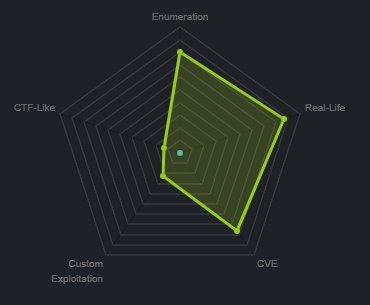 Enumeration
CTF-Like
Real-Life
Custom
Exploitation
CVE